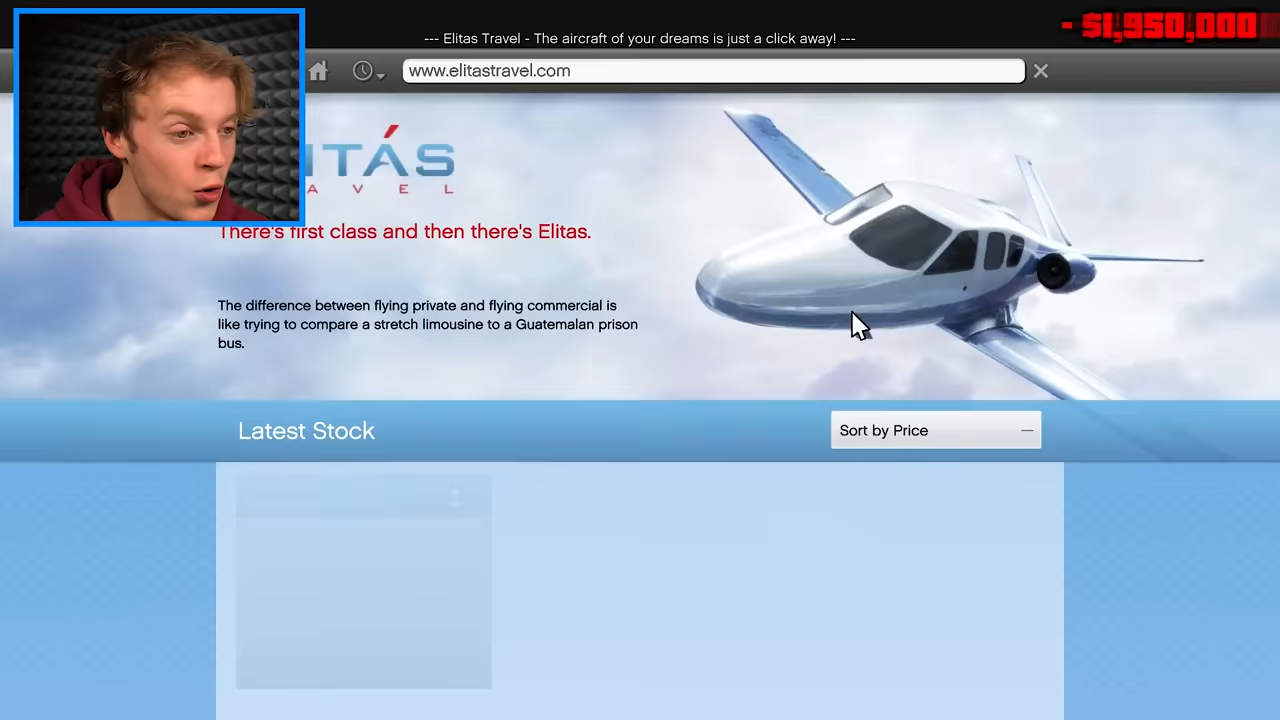 - $1,950,000
--- Elitas Travel - The aircraft of your dreams is just a click away! ---
www.elitastravel.com
ITÁS
A V E L
There's first class and then there's Elitas.
The difference between flying private and flying commercial is
like trying to compare a stretch limousine to a Guatemalan prison
bus.
Latest Stock
Sort by Price